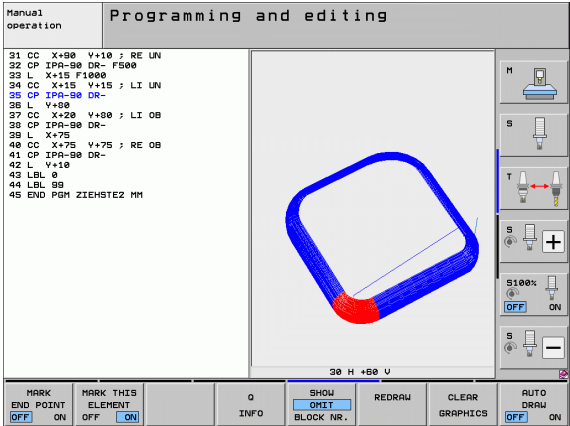 Manual
operation
Programming and editing
31 CC X+90 Y+10 ; RE UN
32 CP IPA-90 DR- F500
33 L X+15 F1000
34 CC X+15 Y+15 ; LI UN
35 CP IPA-90 DR-
36 L Y+80
37 CC X+20 Y+80 ; LI OB
38 CP IPA-90 DR-
39 L X+75
40 CC X+75 Y+75 ; RE OB
41 CP IPA-90 DR-
42 L Y+10
43 LBL 0
44 LBL 99
45 END PGM ZIEHSTE2 MM
M
S
T
S
+
S100%
OFF ON
S
−
30 H +60 V
MARK
END POINT
OFF ON
MARK THIS
ELEMENT
OFF ON
Q
INFO
SHOW
OMIT
BLOCK NR.
REDRAW
CLEAR
GRAPHICS
AUTO
DRAW
OFF ON